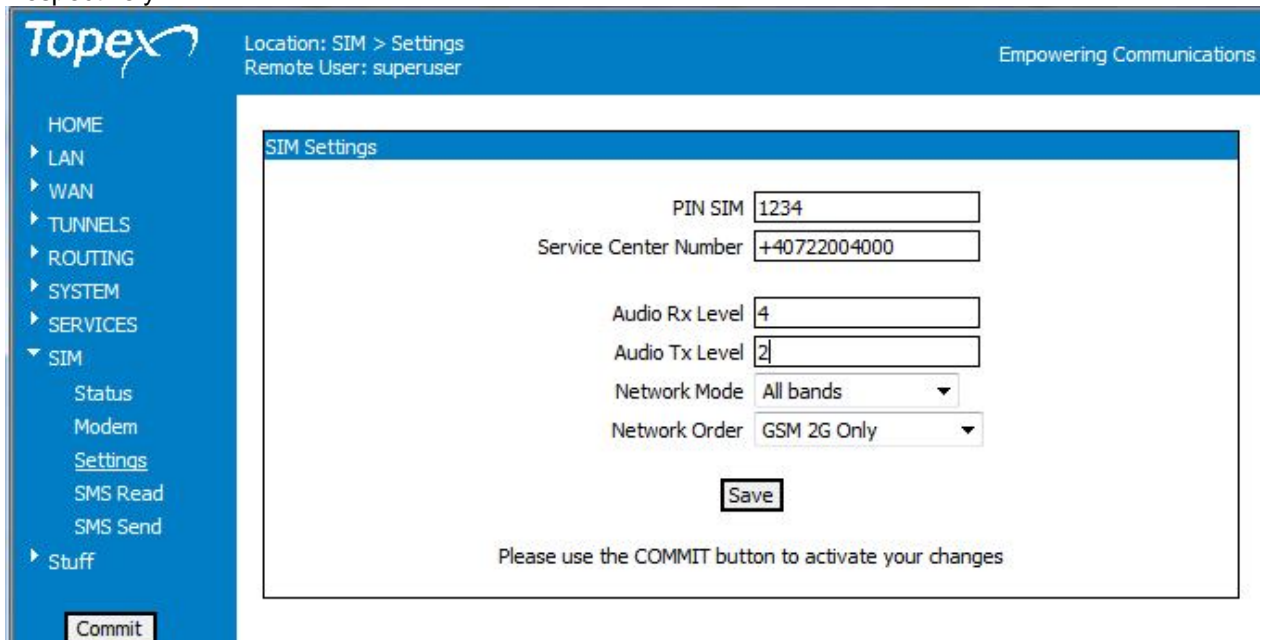 Topex
Location: SIM > Settings
Remote User: superuser
Empowering Communications
HOME
LAN
WAN
TUNNELS
ROUTING
SYSTEM
SERVICES
SIM
Status
Modem
Settings
SMS Read
SMS Send
Stuff
Commit
SIM Settings
PIN SIM 1234
Service Center Number +40722004000
Audio Rx Level 4
Audio Tx Level 2
Network Mode All bands
Network Order GSM 2G Only
Save
Please use the COMMIT button to activate your changes